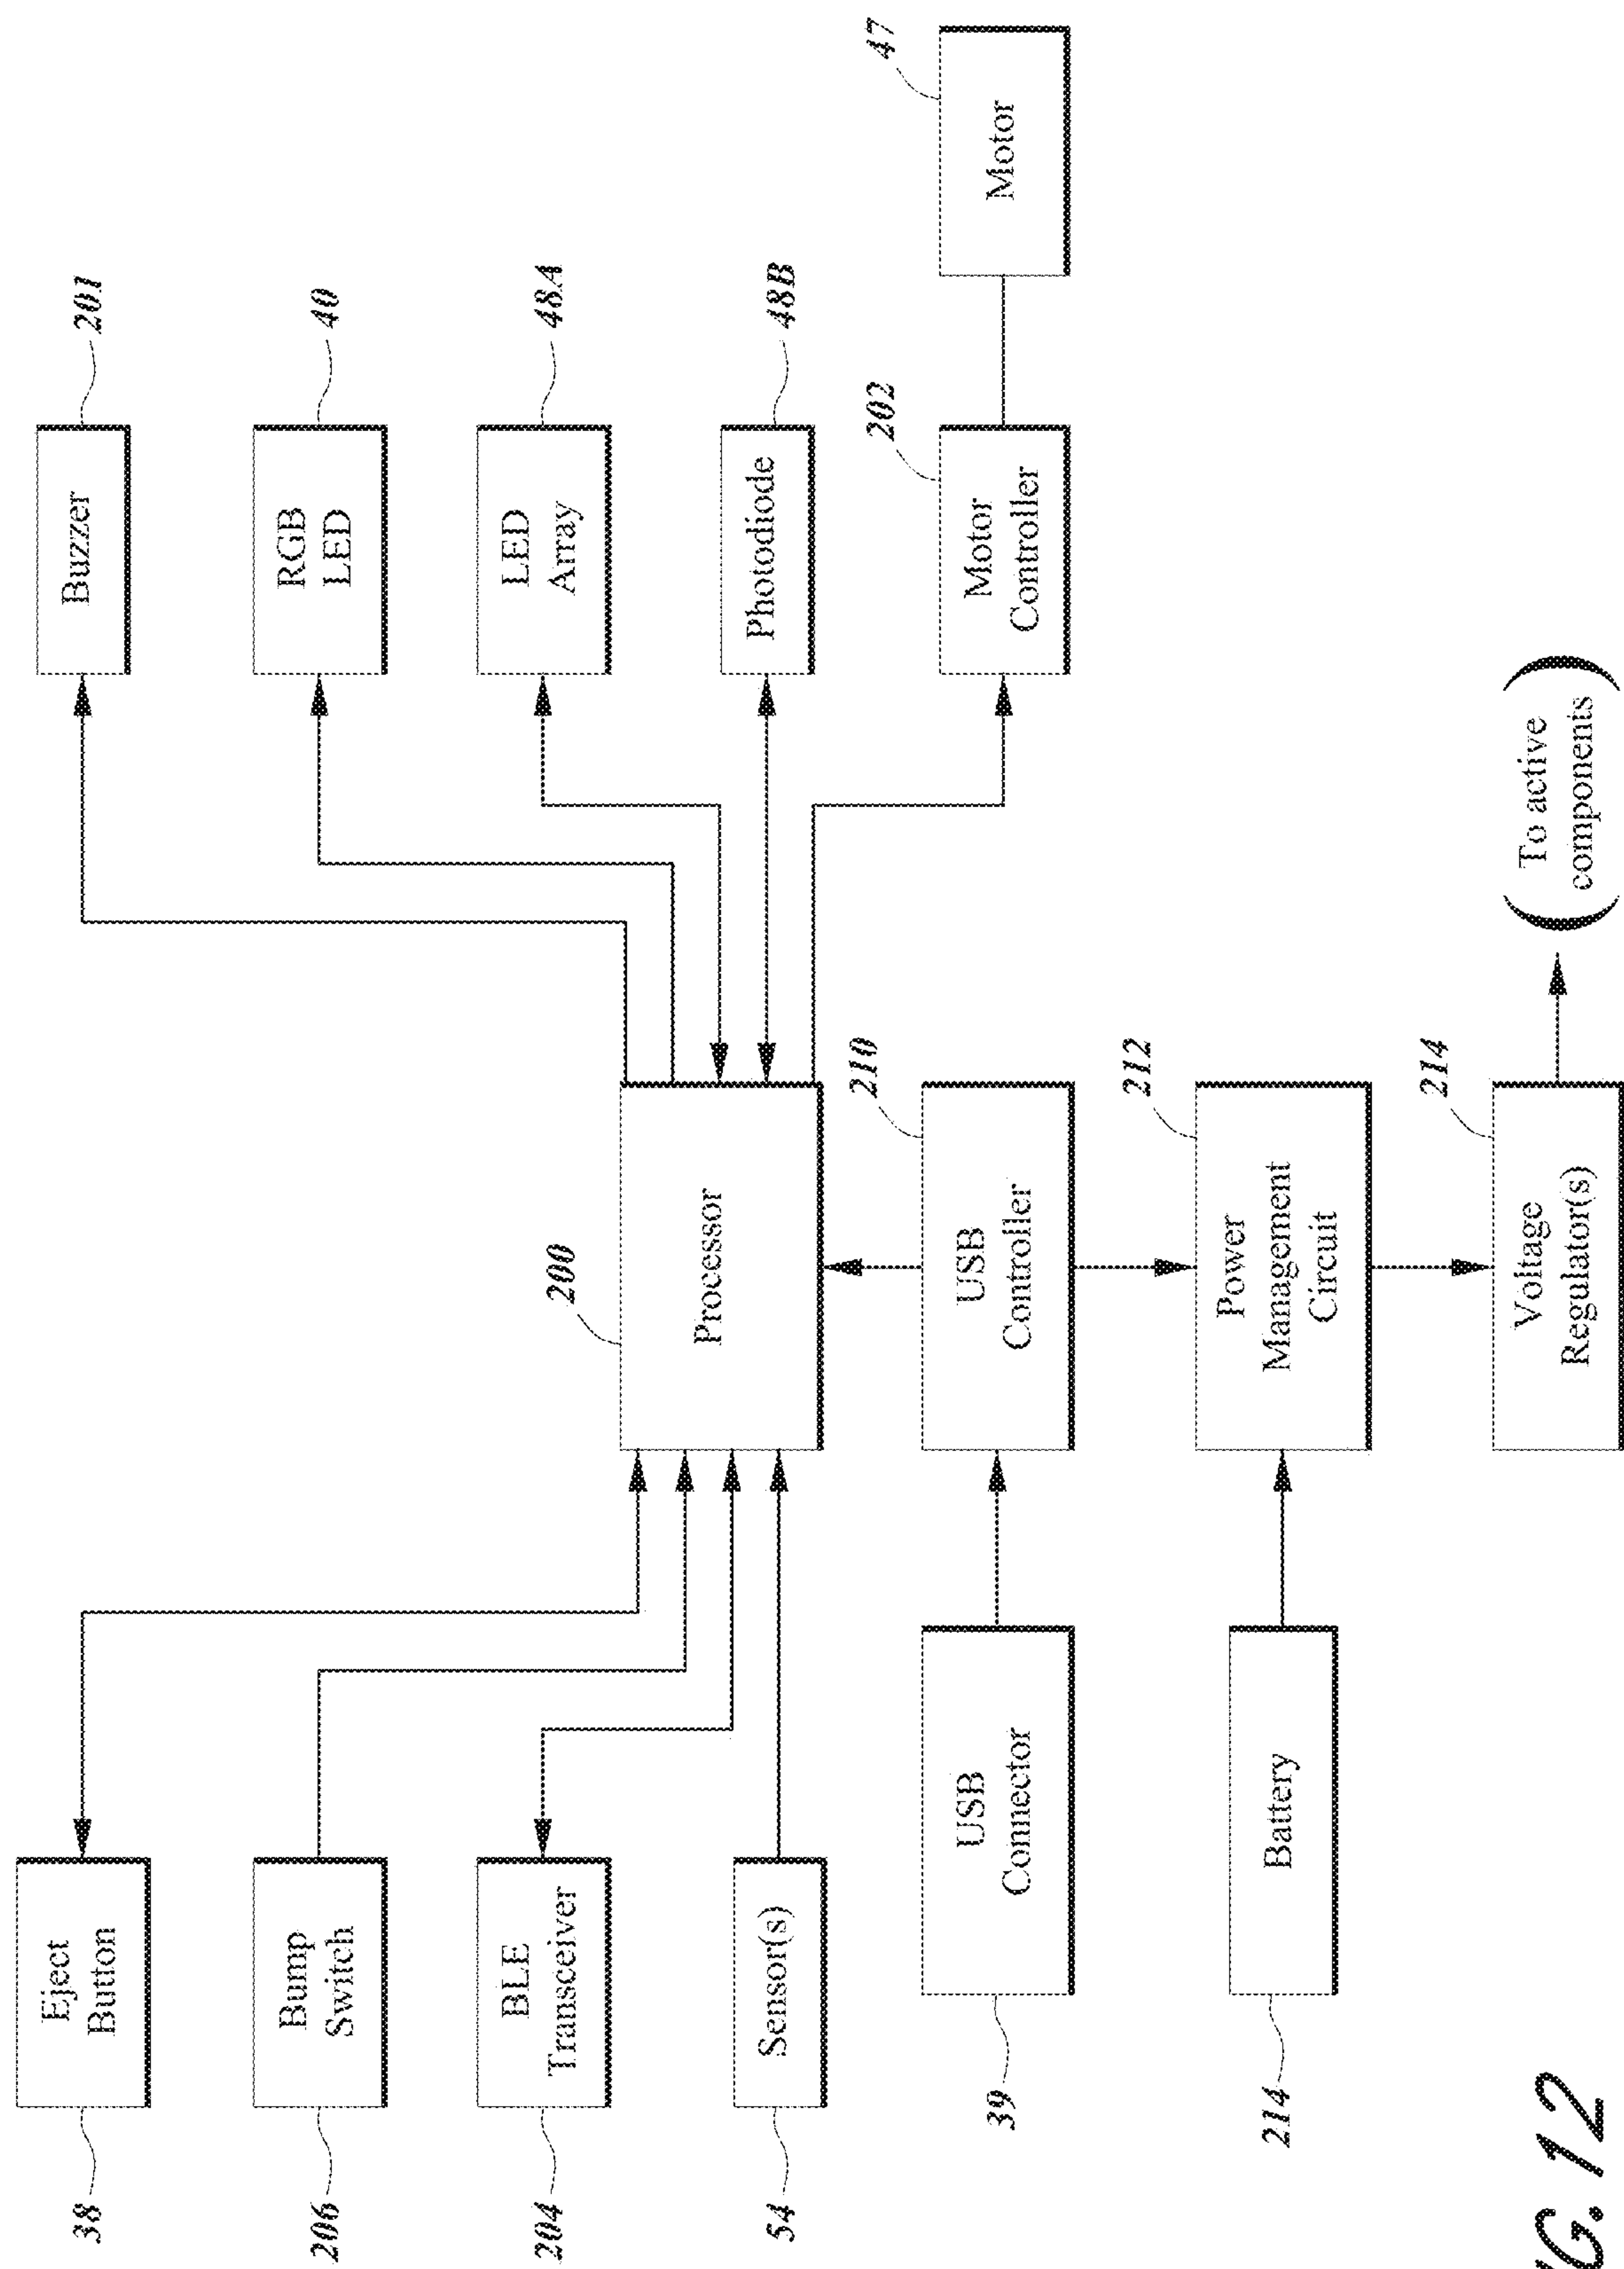 38
Eject
Button
206
Bump
Switch
204
BLE
Transceiver
54
Sensor(s)
39
USB
Connector
214
Battery
200
Processor
210
USB
Controller
212
Power
Management
Circuit
214
Voltage
Regulator(s)
(To active
components)
Buzzer
201
RGB
LED
40
LED
Array
48A
Photodiode
48B
Motor
Controller
202
Motor
47
G. 12